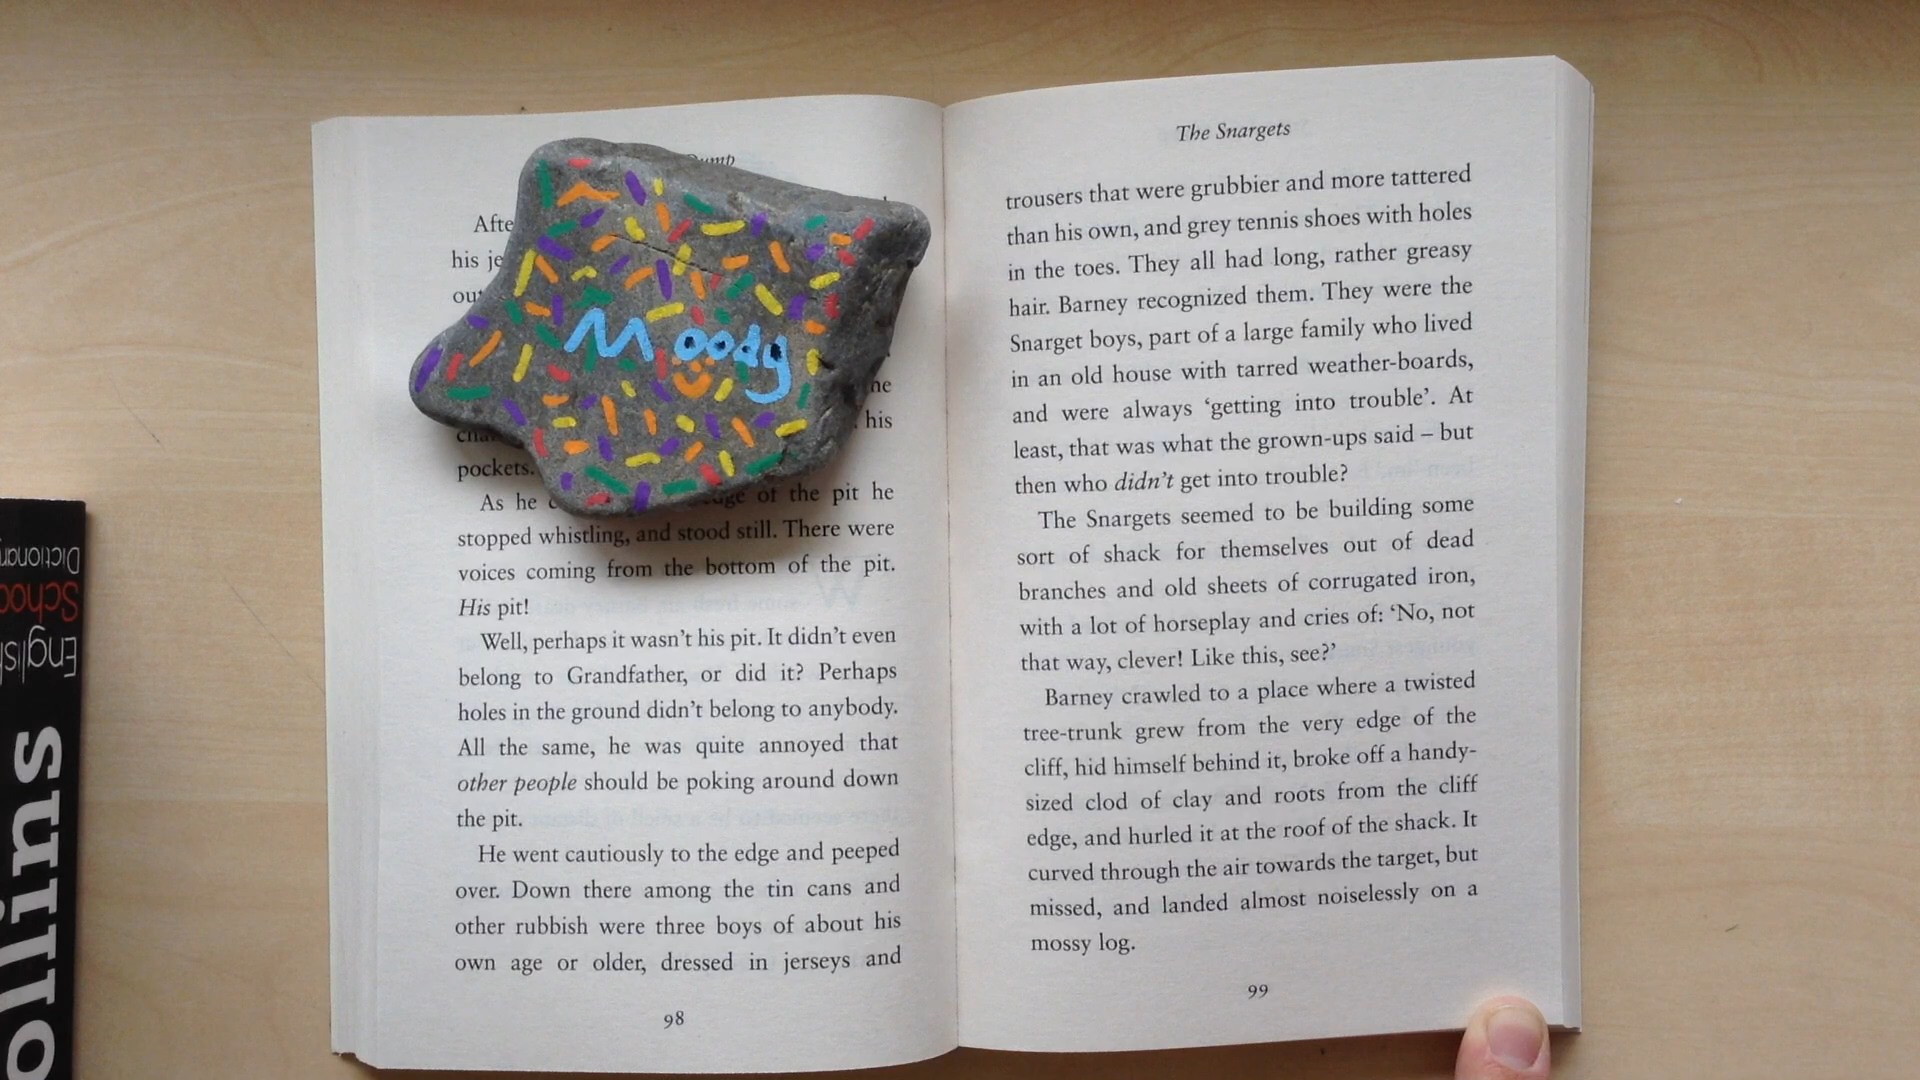 Dump
The Snargets
After
his
Moody
he
his
pockets.
As he of the pit he
stopped whistling, and stood still. There were
voices coming from the bottom of the pit.
His pit!
Well, perhaps it wasn’t his pit. It didn’t even
belong to Grandfather, or did it? Perhaps
holes in the ground didn’t belong to anybody.
All the same, he was quite annoyed that
other people should be poking around down
the pit.
He went cautiously to the edge and peeped
over. Down there among the tin cans and
other rubbish were three boys of about his
own age or older, dressed in jerseys and
98
trousers that were grubbier and more tattered
than his own, and grey tennis shoes with holes
in the toes. They all had long, rather greasy
hair. Barney recognized them. They were the
Snarget boys, part of a large family who lived
in an old house with tarred weather-boards,
and were always ‘getting into trouble’. At
least, that was what the grown-ups said – but
then who didn’t get into trouble?
The Snargets seemed to be building some
sort of shack for themselves out of dead
branches and old sheets of corrugated iron,
with a lot of horseplay and cries of: ‘No, not
that way, clever! Like this, see?’
Barney crawled to a place where a twisted
tree-trunk grew from the very edge of the
cliff, hid himself behind it, broke off a handy-
sized clod of clay and roots from the cliff
edge, and hurled it at the roof of the shack. It
curved through the air towards the target, but
missed, and landed almost noiselessly on a
mossy log.
99
ollins
English
School
Dictionary